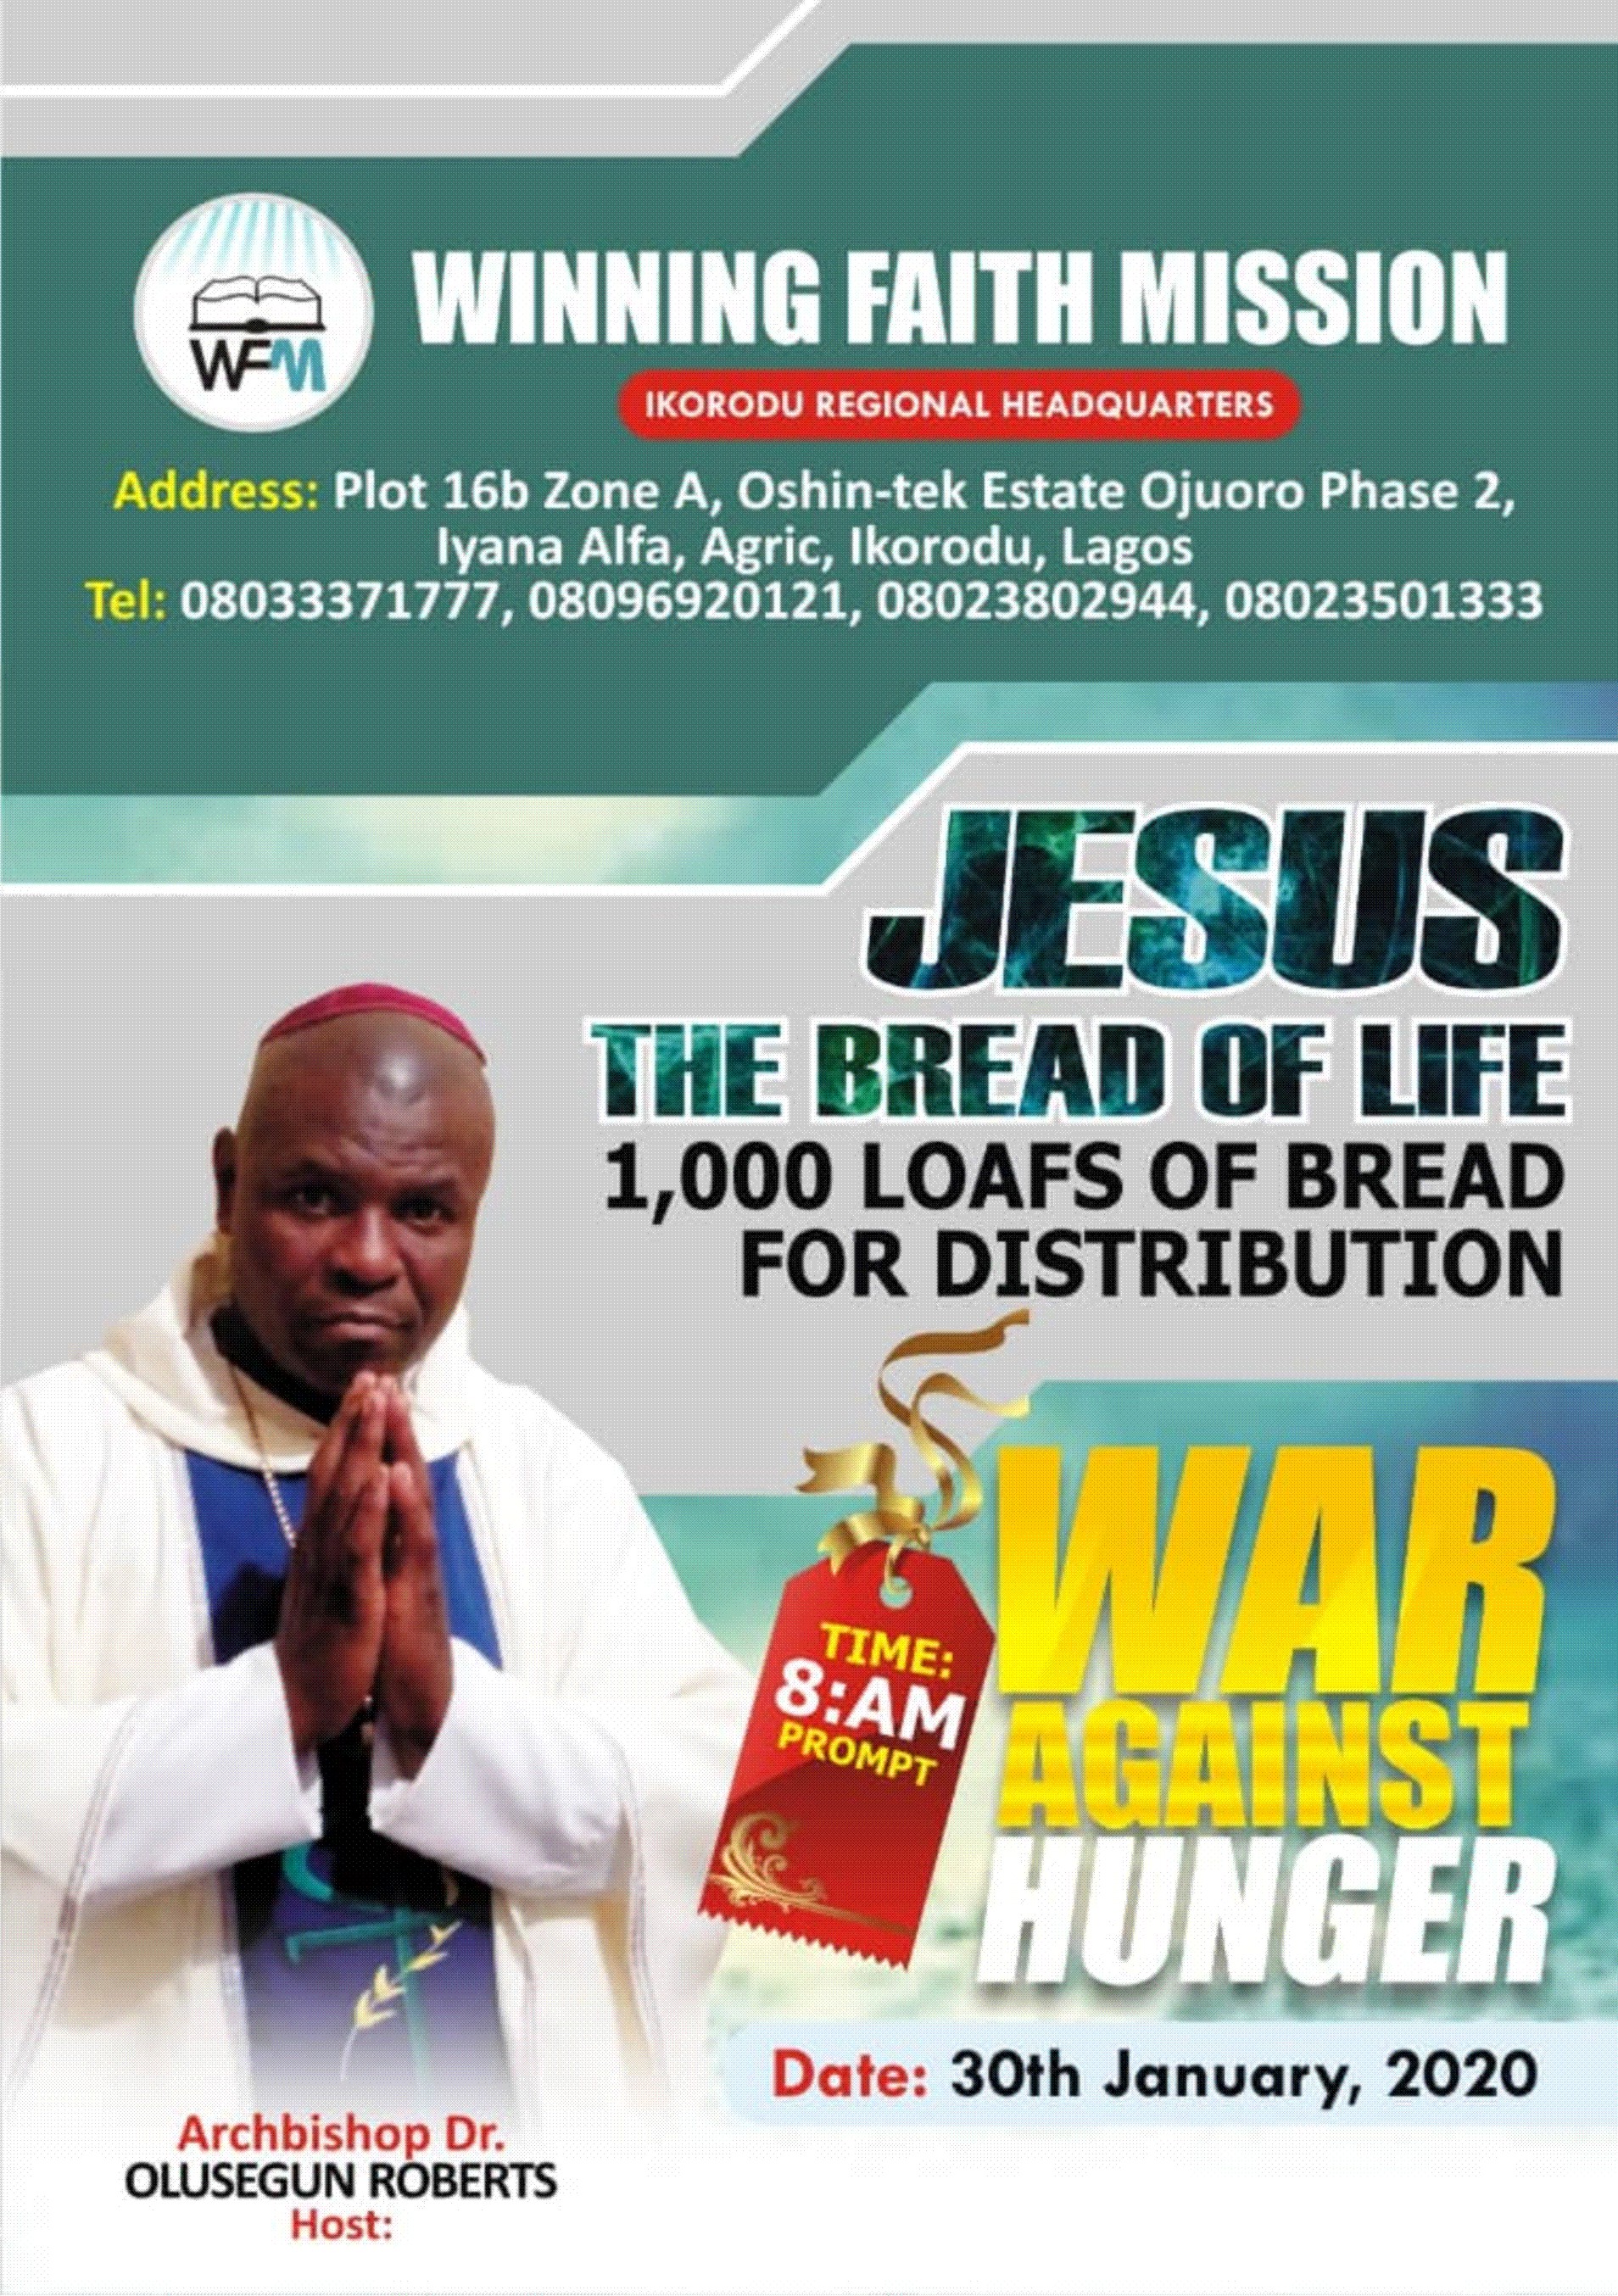 WFM
WINNING FAITH MISSION
IKORODU REGIONAL HEADQUARTERS
Address: Plot 16b Zone A, Oshin-tek Estate Ojuoro Phase 2,
Iyana Alfa, Agric, Ikorodu, Lagos
Tel: 08033371777, 08096920121, 08023802944, 08023501333
JESUS
THE BREAD OF LIFE
1,000 LOAFS OF BREAD
FOR DISTRIBUTION
TIME:
8:AM
PROMPT
WAR
AGAINST
HUNGER
Date: 30th January, 2020
Archbishop Dr.
OLUSEGUN ROBERTS
Host: